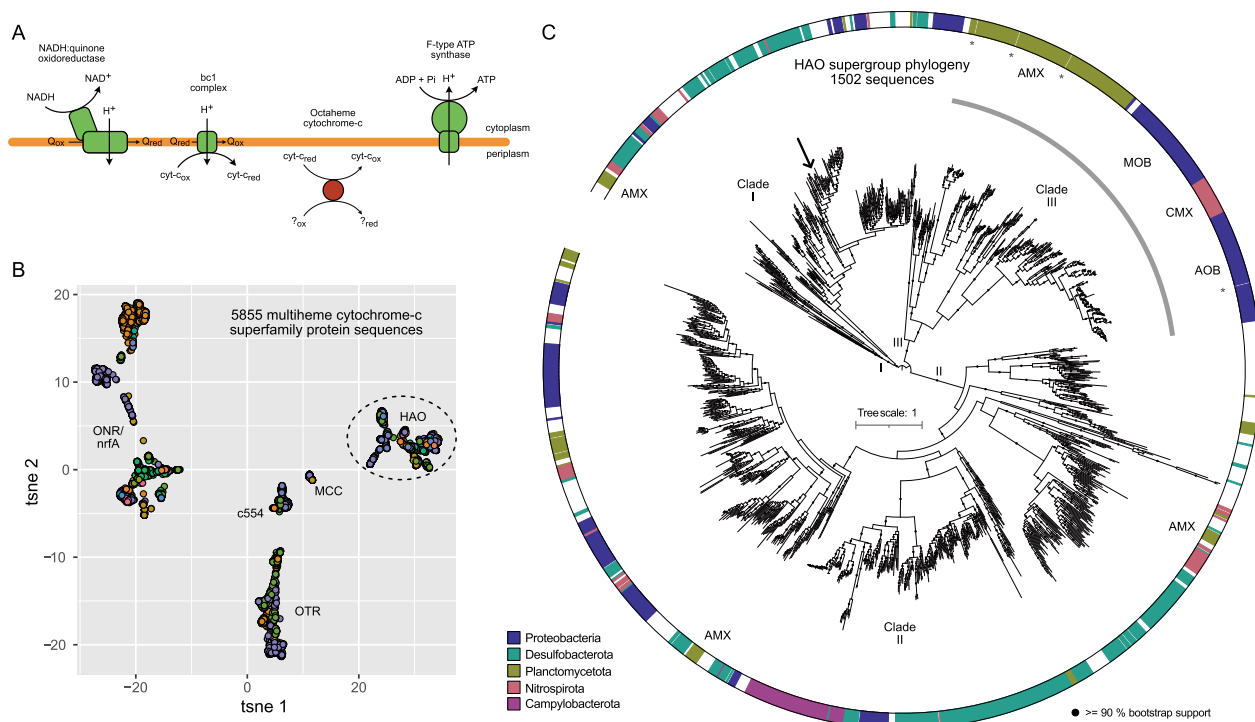 A
NADH:quinone
oxidoreductase
NAD+
NADH
H+
bc1
complex
H+
Octaheme
cytochrome-c
F-type ATP
synthase
ADP + Pi
H+
ATP
cytoplasm
periplasm
Qox
Qred
Qred
Qox
cyt-cox
cyt-cred
cyt-cred
cyt-cox
?ox
?red
B
5855 multiheme cytochrome-c
superfamily protein sequences
HAO
ONR/
nrfA
MCC
c554
OTR
20
10
0
−10
−20
−20
0
20
tsne 1
tsne 2
C
HAO supergroup phylogeny
1502 sequences
AMX
*
*
*
MOB
CMX
AOB
*
AMX
Clade
I
Clade
III
III
I
II
Tree scale: 1
AMX
AMX
Clade
II
Proteobacteria
Desulfobacterota
Planctomycetota
Nitrospirota
Campylobacterota
>= 90 % bootstrap support